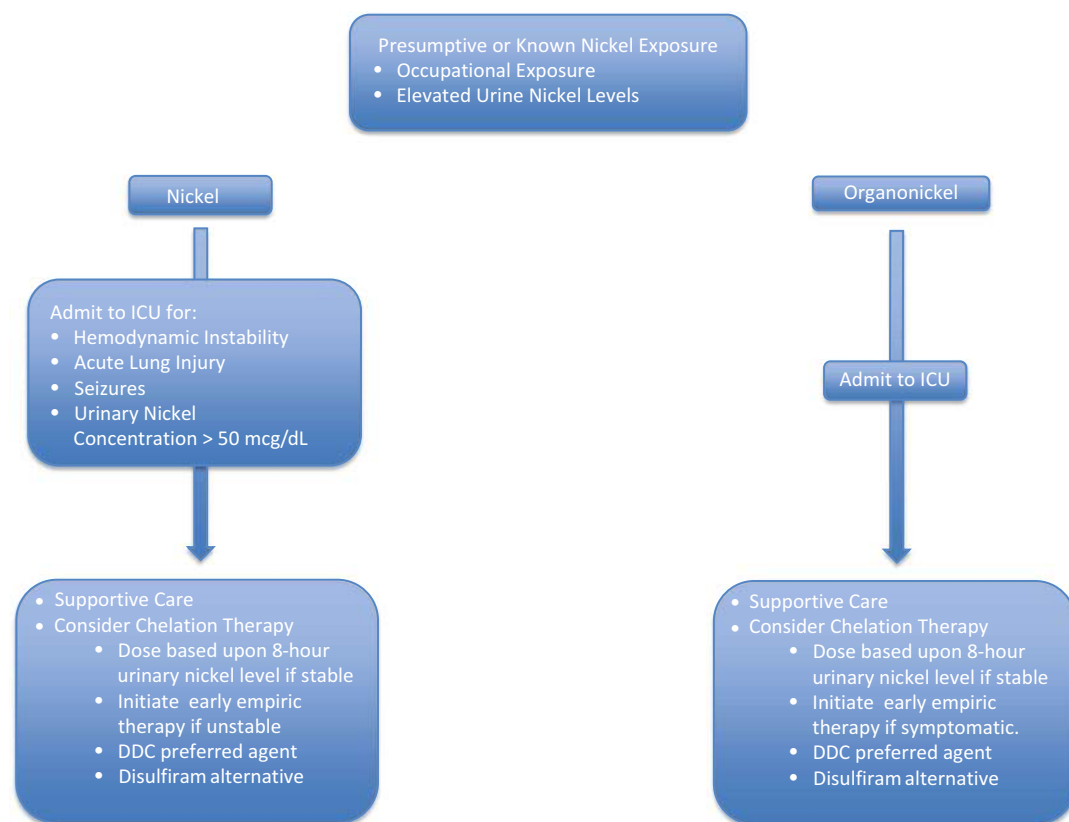 Presumptive or Known Nickel Exposure
• Occupational Exposure
• Elevated Urine Nickel Levels
Nickel
Admit to ICU for:
• Hemodynamic Instability
• Acute Lung Injury
• Seizures
• Urinary Nickel
Concentration > 50 mcg/dL
• Supportive Care
• Consider Chelation Therapy
• Dose based upon 8-hour
urinary nickel level if stable
• Initiate early empiric
therapy if unstable
• DDC preferred agent
• Disulfiram alternative
Organonickel
Admit to ICU
• Supportive Care
• Consider Chelation Therapy
• Dose based upon 8-hour
urinary nickel level if stable
• Initiate early empiric
therapy if symptomatic.
• DDC preferred agent
• Disulfiram alternative